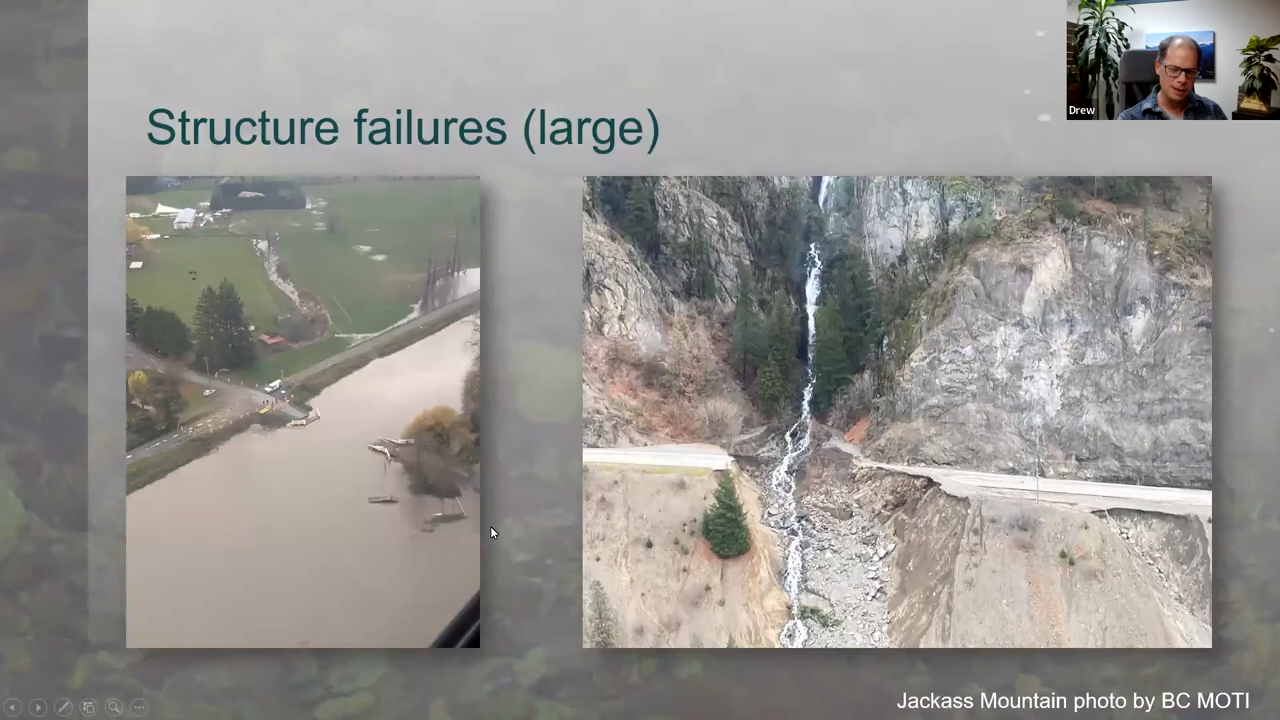 Structure failures (large)
Drew
Jackass Mountain photo by BC MOTI